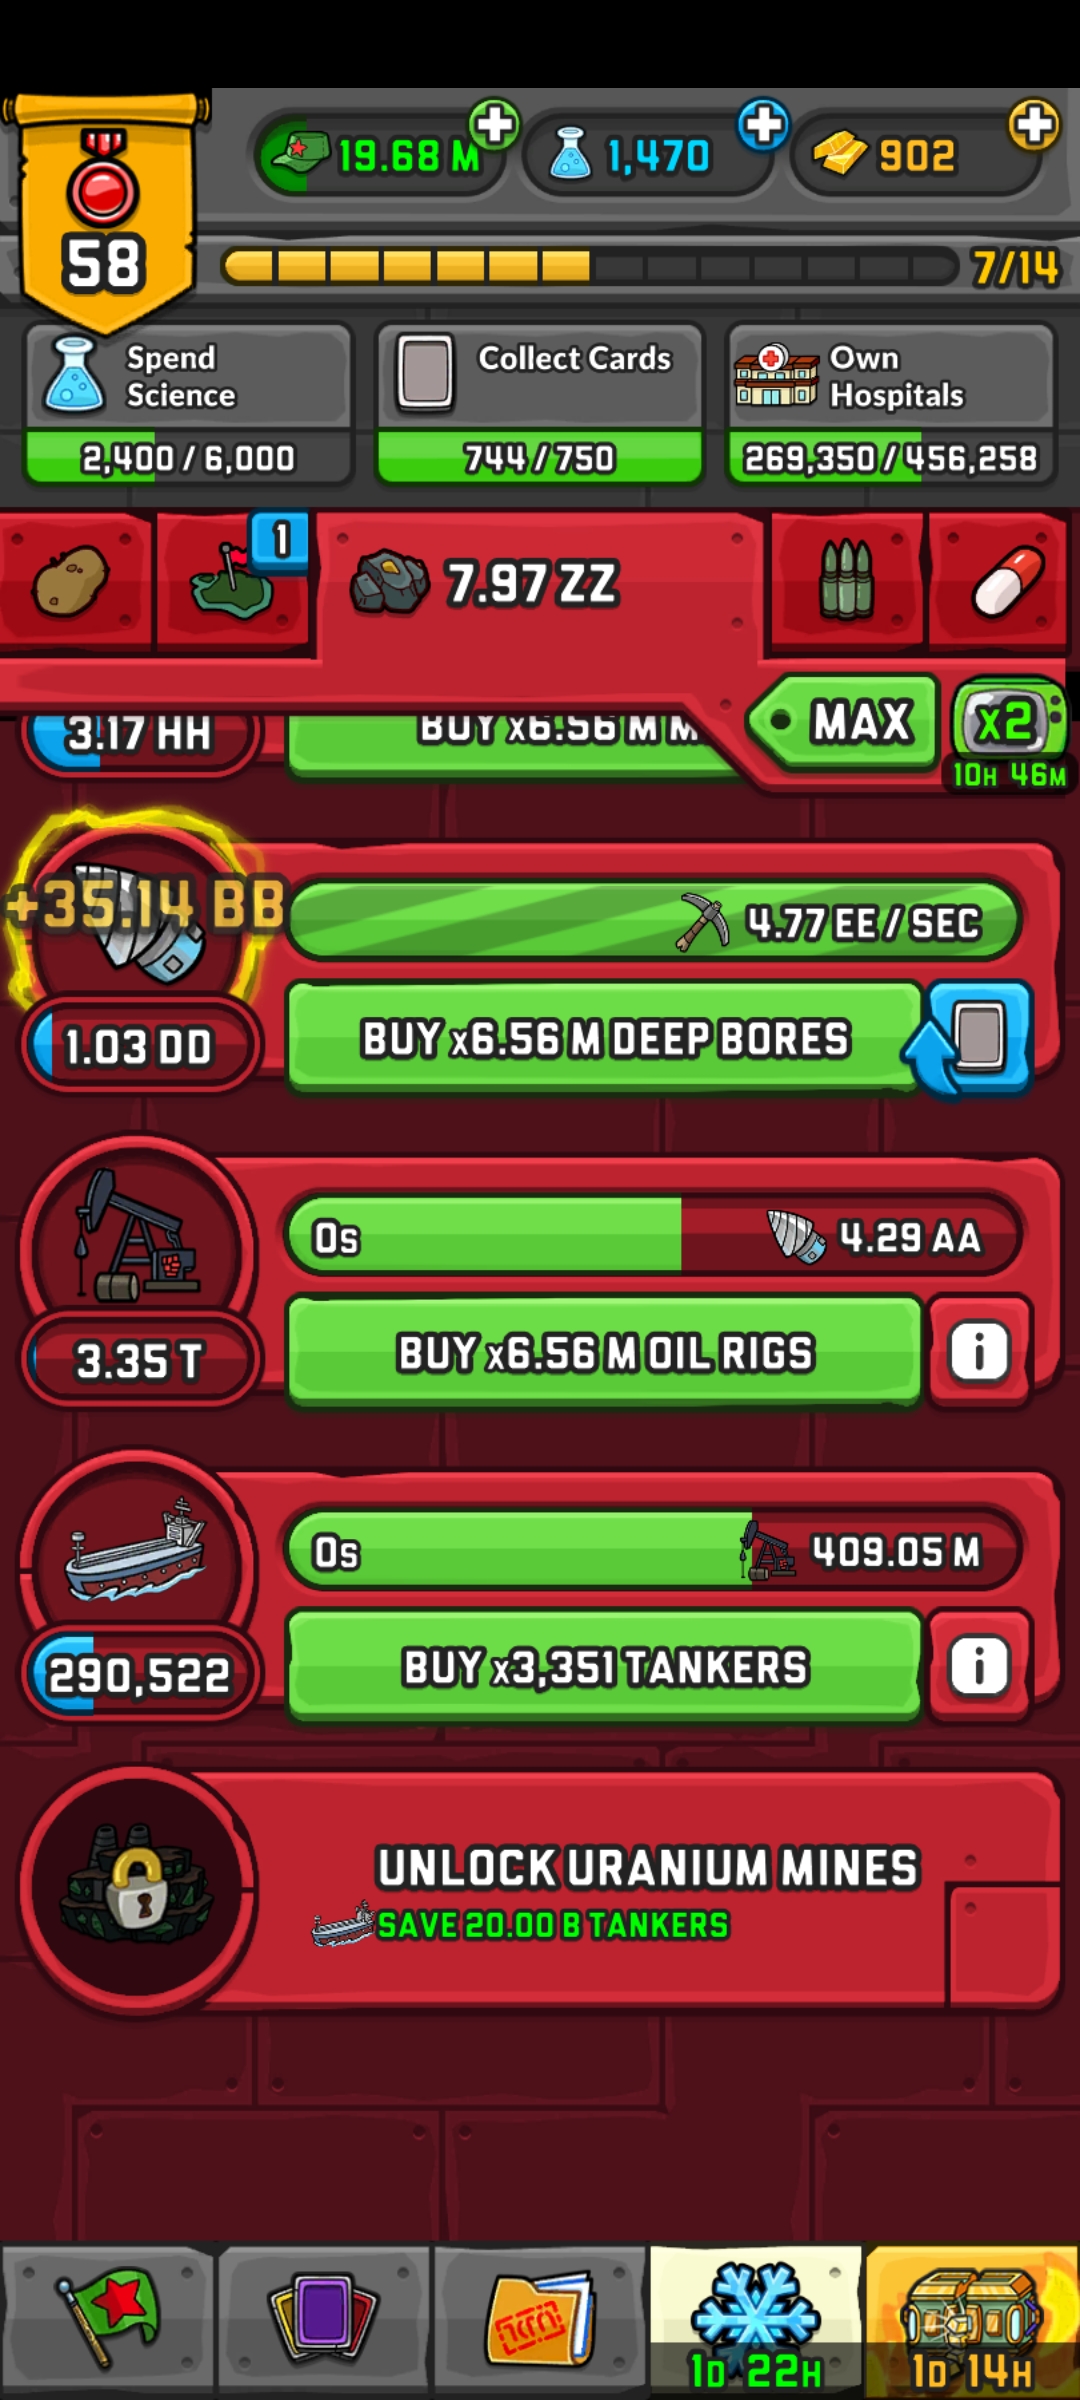 19.68 M
1,470
902
58
7/14
Spend
Science
2,400 / 6,000
Collect Cards
744 / 750
Own
Hospitals
269,350 / 456,258
1
7.97 ZZ
MAX
x2
10H 46M
3.17 HH
BUY x6.56 M M
+35.14 BB
4.77 EE / SEC
1.03 DD
BUY x6.56 M DEEP BORES
0s
4.29 AA
3.35 T
BUY x6.56 M OIL RIGS
i
0s
409.05 M
290,522
BUY x3,351 TANKERS
i
UNLOCK URANIUM MINES
SAVE 20.00 B TANKERS
1D 22H
1D 14H